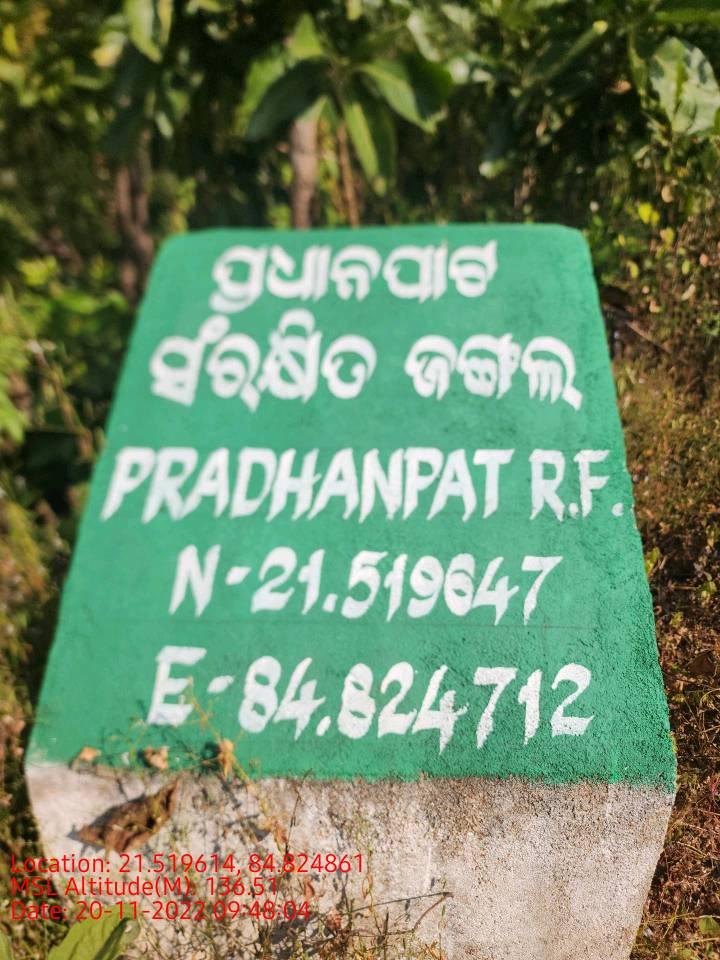 ପ୍ରଧାନପାଟ
ସଂରକ୍ଷିତ ଜଙ୍ଗଲ
PRADHANPAT R.F.
N-21.519647
E-84.824712
Location: 21.519614, 84.824861
MSL Altitude(M): 136.51
Date: 20-11-2022 09:48:04